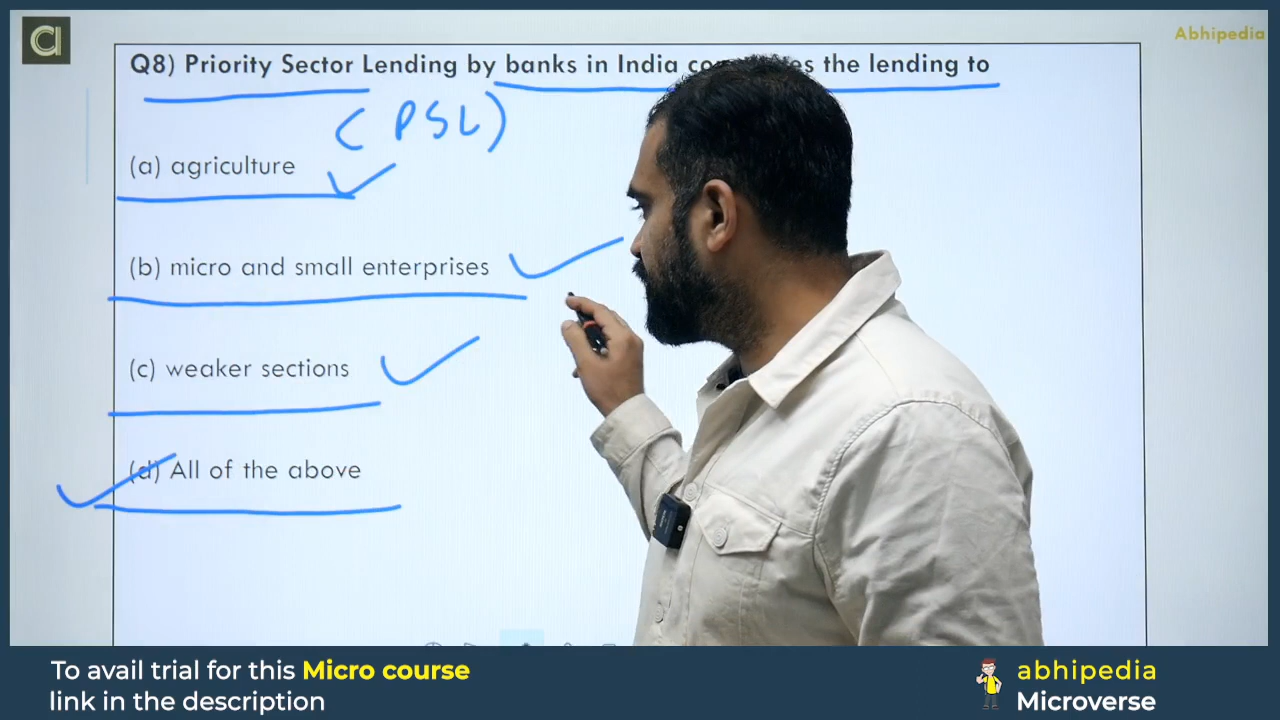 Abhipedia
Q8) Priority Sector Lending by banks in India the lending to
(PSL)
(a) agriculture
(b) micro and small enterprises
(c) weaker sections
(d) All of the above
To avail trial for this Micro course
link in the description
abhipedia
Microverse